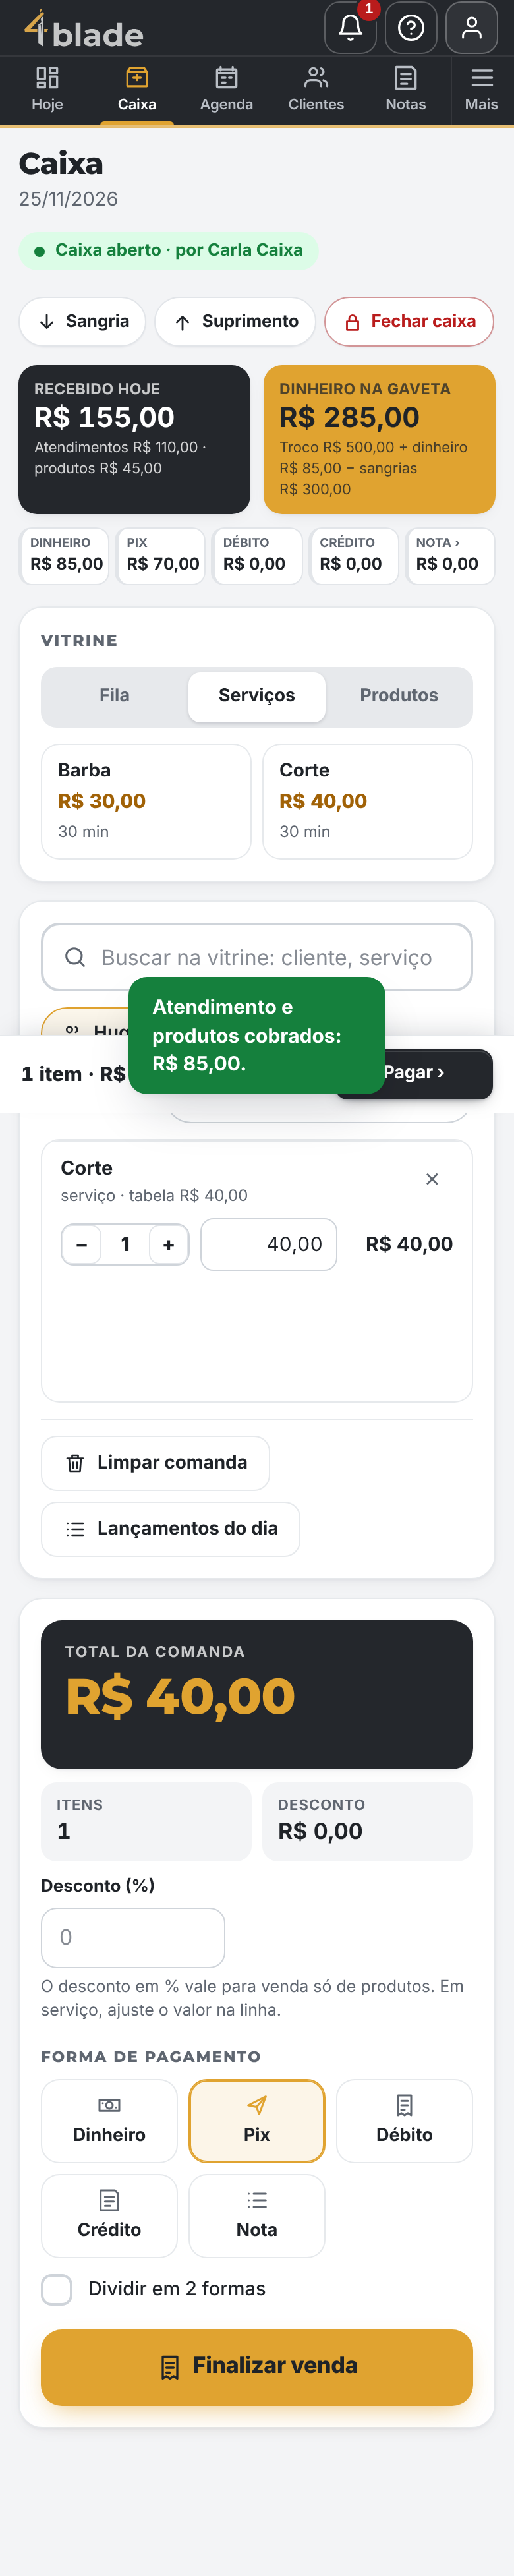 4blade
1
Hoje
Caixa
Agenda
Clientes
Notas
Mais
Caixa
25/11/2026
Caixa aberto · por Carla Caixa
Sangria
Suprimento
Fechar caixa
RECEBIDO HOJE
R$ 155,00
Atendimentos R$ 110,00 ·
produtos R$ 45,00
DINHEIRO NA GAVETA
R$ 285,00
Troco R$ 500,00 + dinheiro
R$ 85,00 − sangrias
R$ 300,00
DINHEIRO
R$ 85,00
PIX
R$ 70,00
DÉBITO
R$ 0,00
CRÉDITO
R$ 0,00
NOTA ›
R$ 0,00
VITRINE
Fila
Serviços
Produtos
Barba
R$ 30,00
30 min
Corte
R$ 40,00
30 min
Buscar na vitrine: cliente, serviço
Atendimento e
produtos cobrados:
R$ 85,00.
1 item · R$
Pagar ›
Corte
serviço · tabela R$ 40,00
×
−
1
+
40,00
R$ 40,00
Limpar comanda
Lançamentos do dia
TOTAL DA COMANDA
R$ 40,00
ITENS
1
DESCONTO
R$ 0,00
Desconto (%)
0
O desconto em % vale para venda só de produtos. Em
serviço, ajuste o valor na linha.
FORMA DE PAGAMENTO
Dinheiro
Pix
Débito
Crédito
Nota
Dividir em 2 formas
Finalizar venda